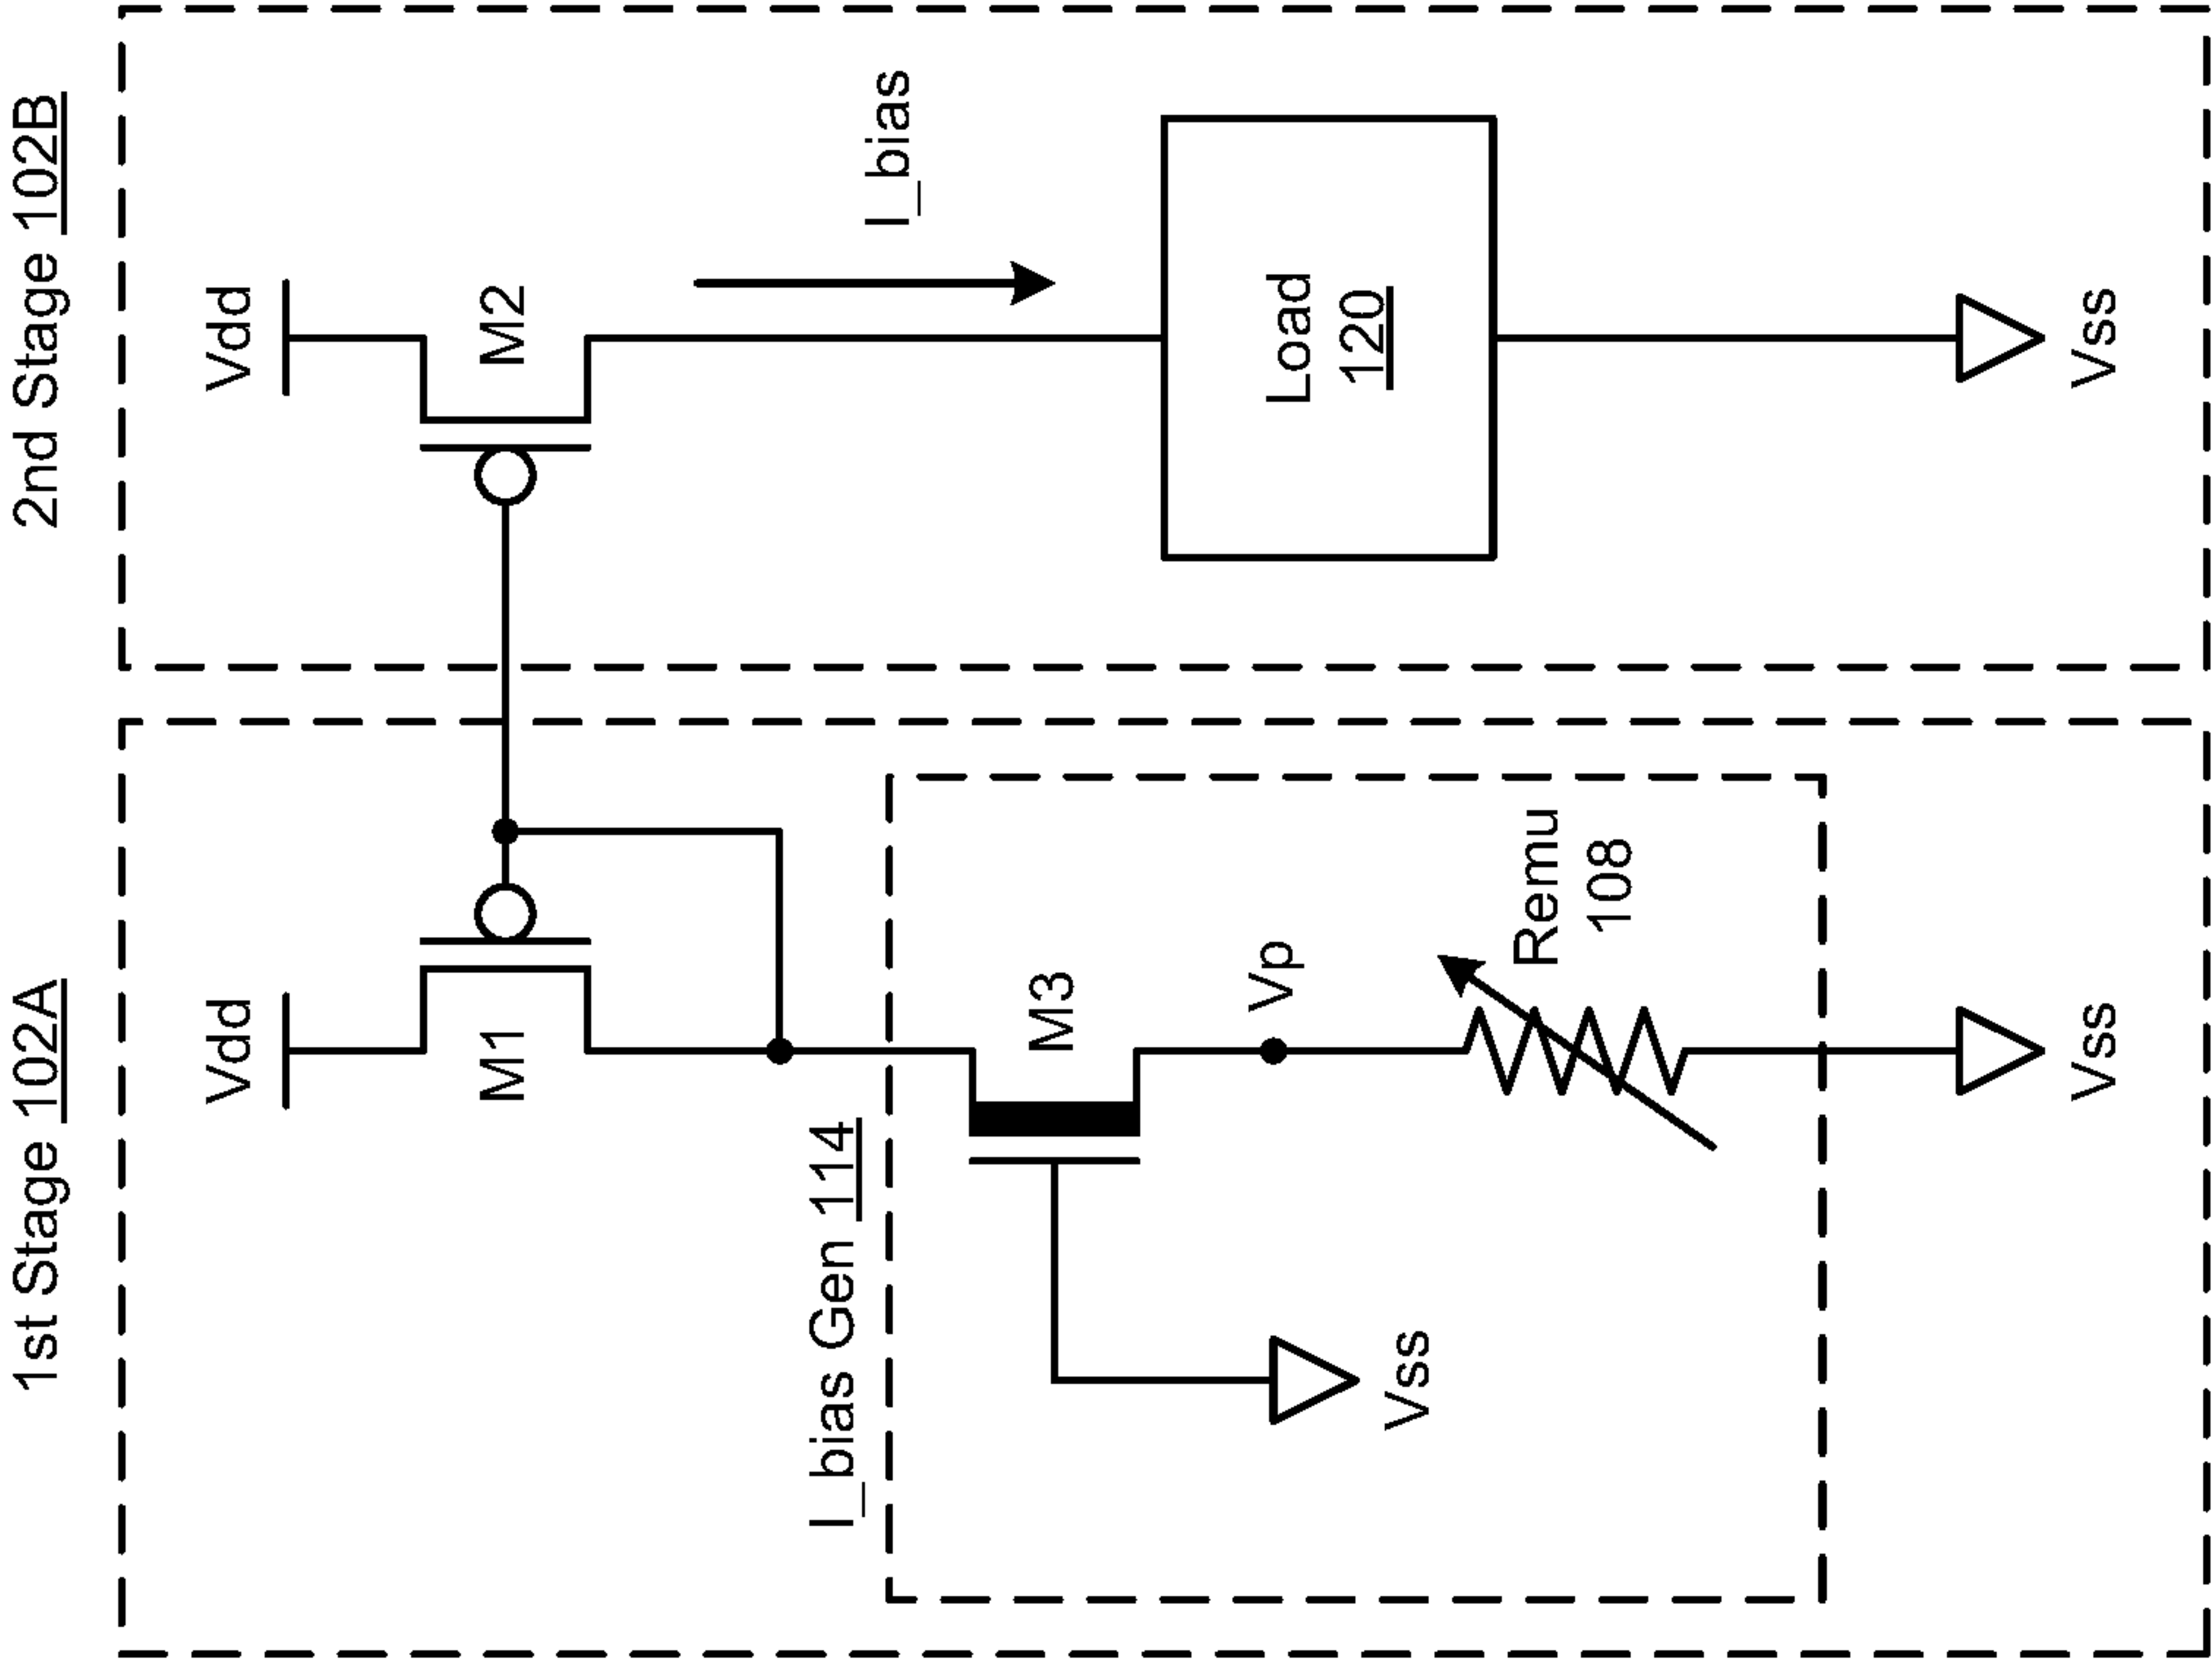 1st Stage 102A
Vdd
M1
I_bias Gen 114
M3
Vp
Remu
108
Vss
Vss
2nd Stage 102B
Vdd
M2
I_bias
Load
120
Vss